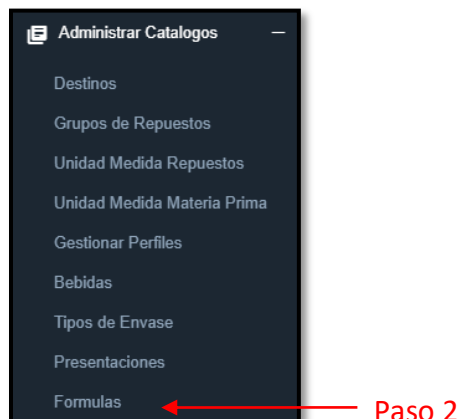 Administrar Catalogos
Destinos
Grupos de Repuestos
Unidad Medida Repuestos
Unidad Medida Materia Prima
Gestionar Perfiles
Bebidas
Tipos de Envase
Presentaciones
Formulas
Paso 2